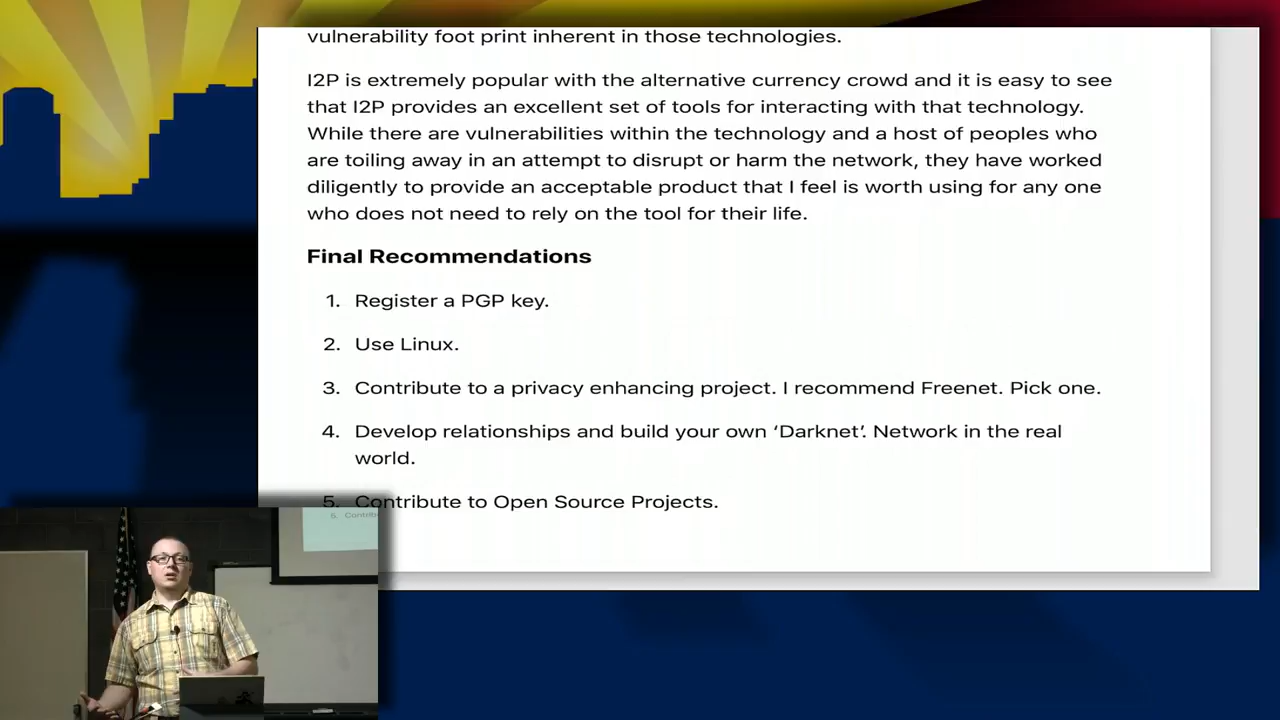 vulnerability foot print inherent in those technologies.
I2P is extremely popular with the alternative currency crowd and it is easy to see
that I2P provides an excellent set of tools for interacting with that technology.
While there are vulnerabilities within the technology and a host of peoples who
are toiling away in an attempt to disrupt or harm the network, they have worked
diligently to provide an acceptable product that I feel is worth using for any one
who does not need to rely on the tool for their life.
Final Recommendations
1. Register a PGP key.
2. Use Linux.
3. Contribute to a privacy enhancing project. I recommend Freenet. Pick one.
4. Develop relationships and build your own ‘Darknet’. Network in the real
world.
5. Contribute to Open Source Projects.
5. Contrib